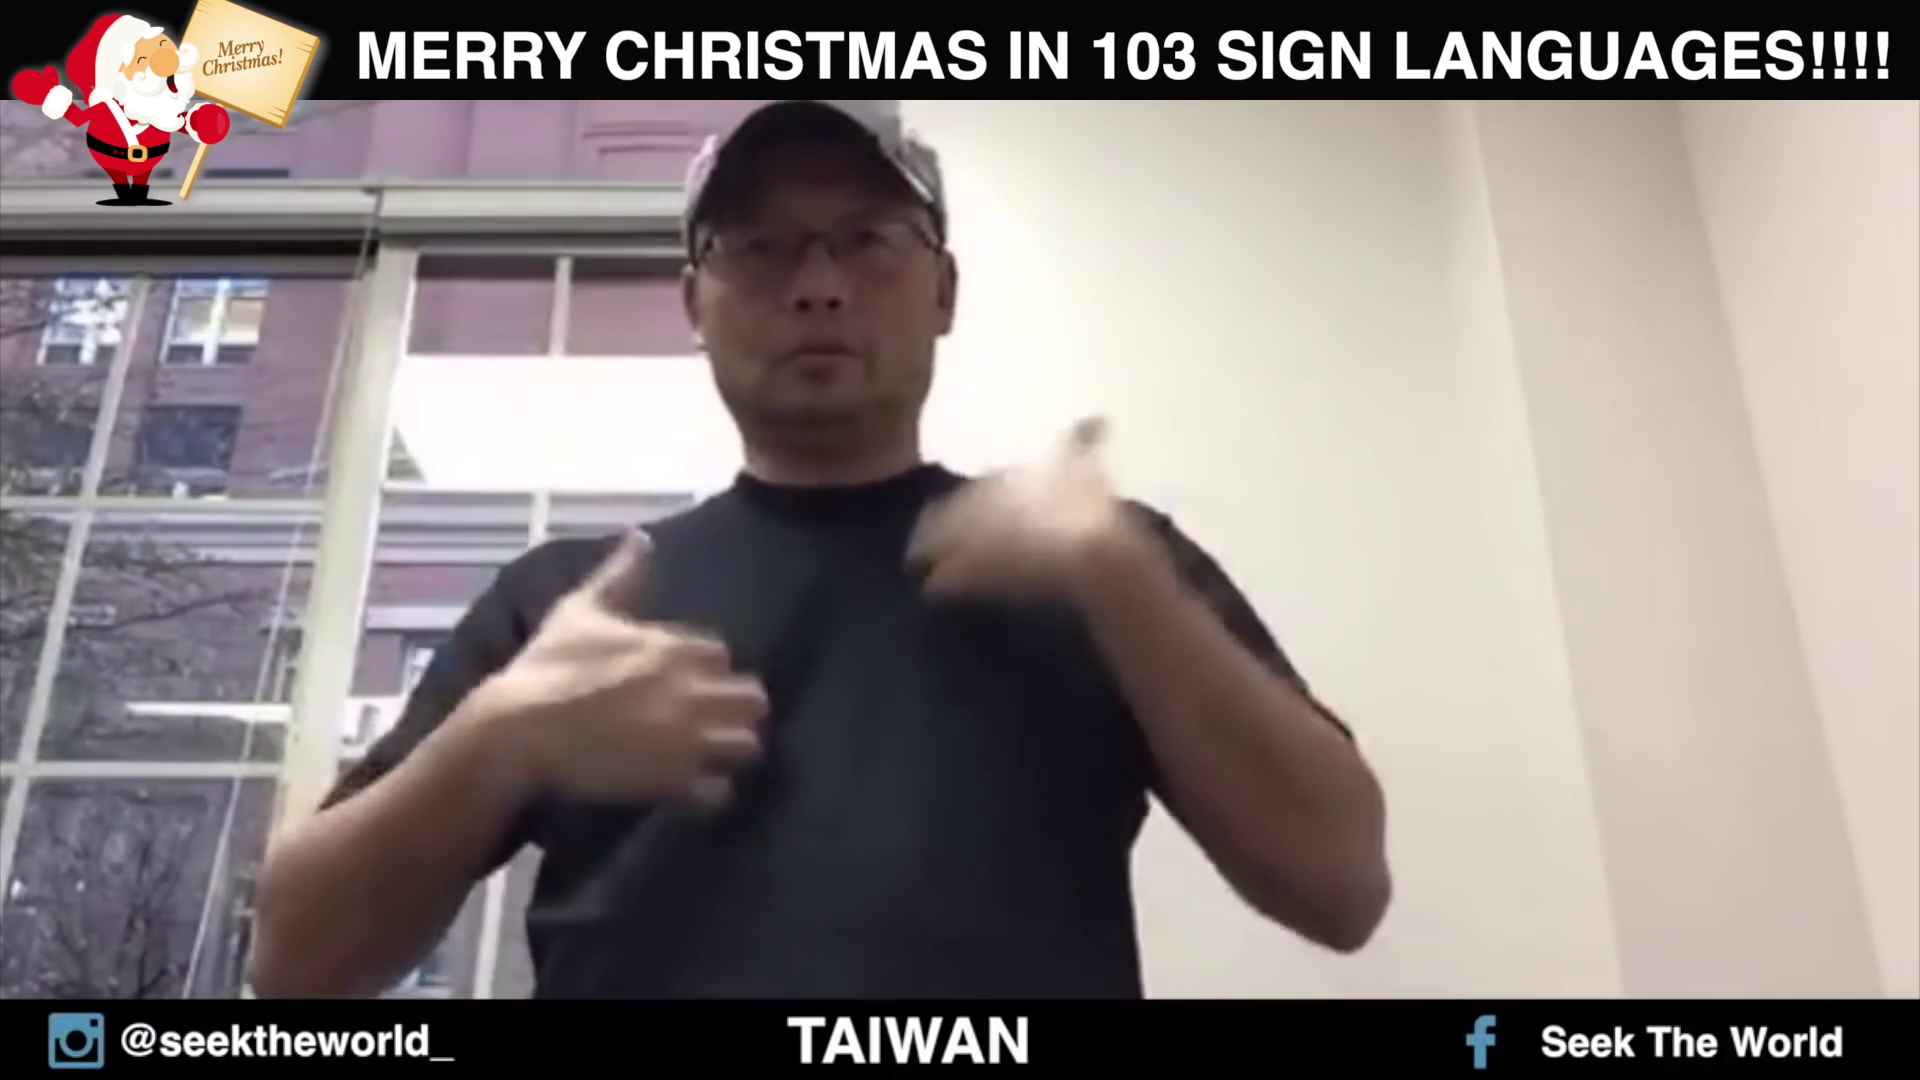 Merry
Christmas!
MERRY CHRISTMAS IN 103 SIGN LANGUAGES!!!!
@seektheworld_
TAIWAN
Seek The World